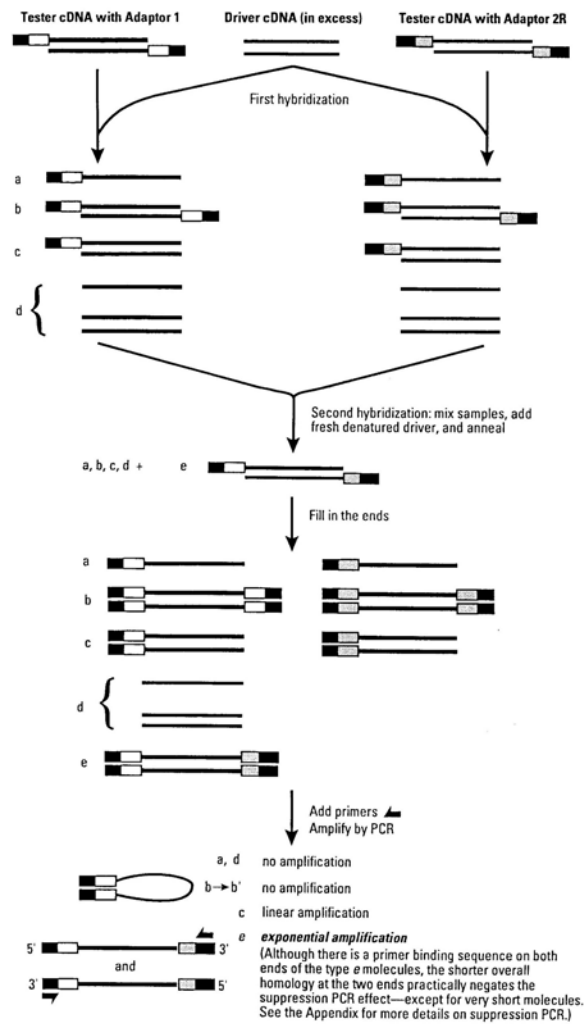 Tester cDNA with Adaptor 1
Driver cDNA (in excess)
Tester cDNA with Adaptor 2R
First hybridization
a
b
c
d
Second hybridization: mix samples, add
fresh denatured driver, and anneal
a, b, c, d +
e
Fill in the ends
a
b
c
d
e
Add primers
Amplify by PCR
a, d no amplification
b→b' no amplification
c linear amplification
e exponential amplification
(Although there is a primer binding sequence on both
ends of the type e molecules, the shorter overall
homology at the two ends practically negates the
suppression PCR effect—except for very short molecules.
See the Appendix for more details on suppression PCR.)
5' 3'
and
3' 5'